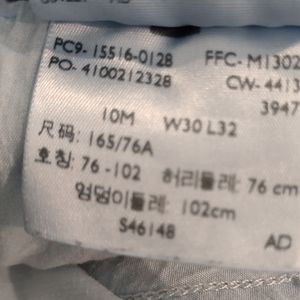 PC9- 15516-0128 FFC- M1302
PO- 4100212328 CW- 4413
3947
10M W30 L32
尺码: 165/76A
호칭: 76 -102 허리둘레: 76 cm
엉덩이둘레: 102cm
S46148 AD